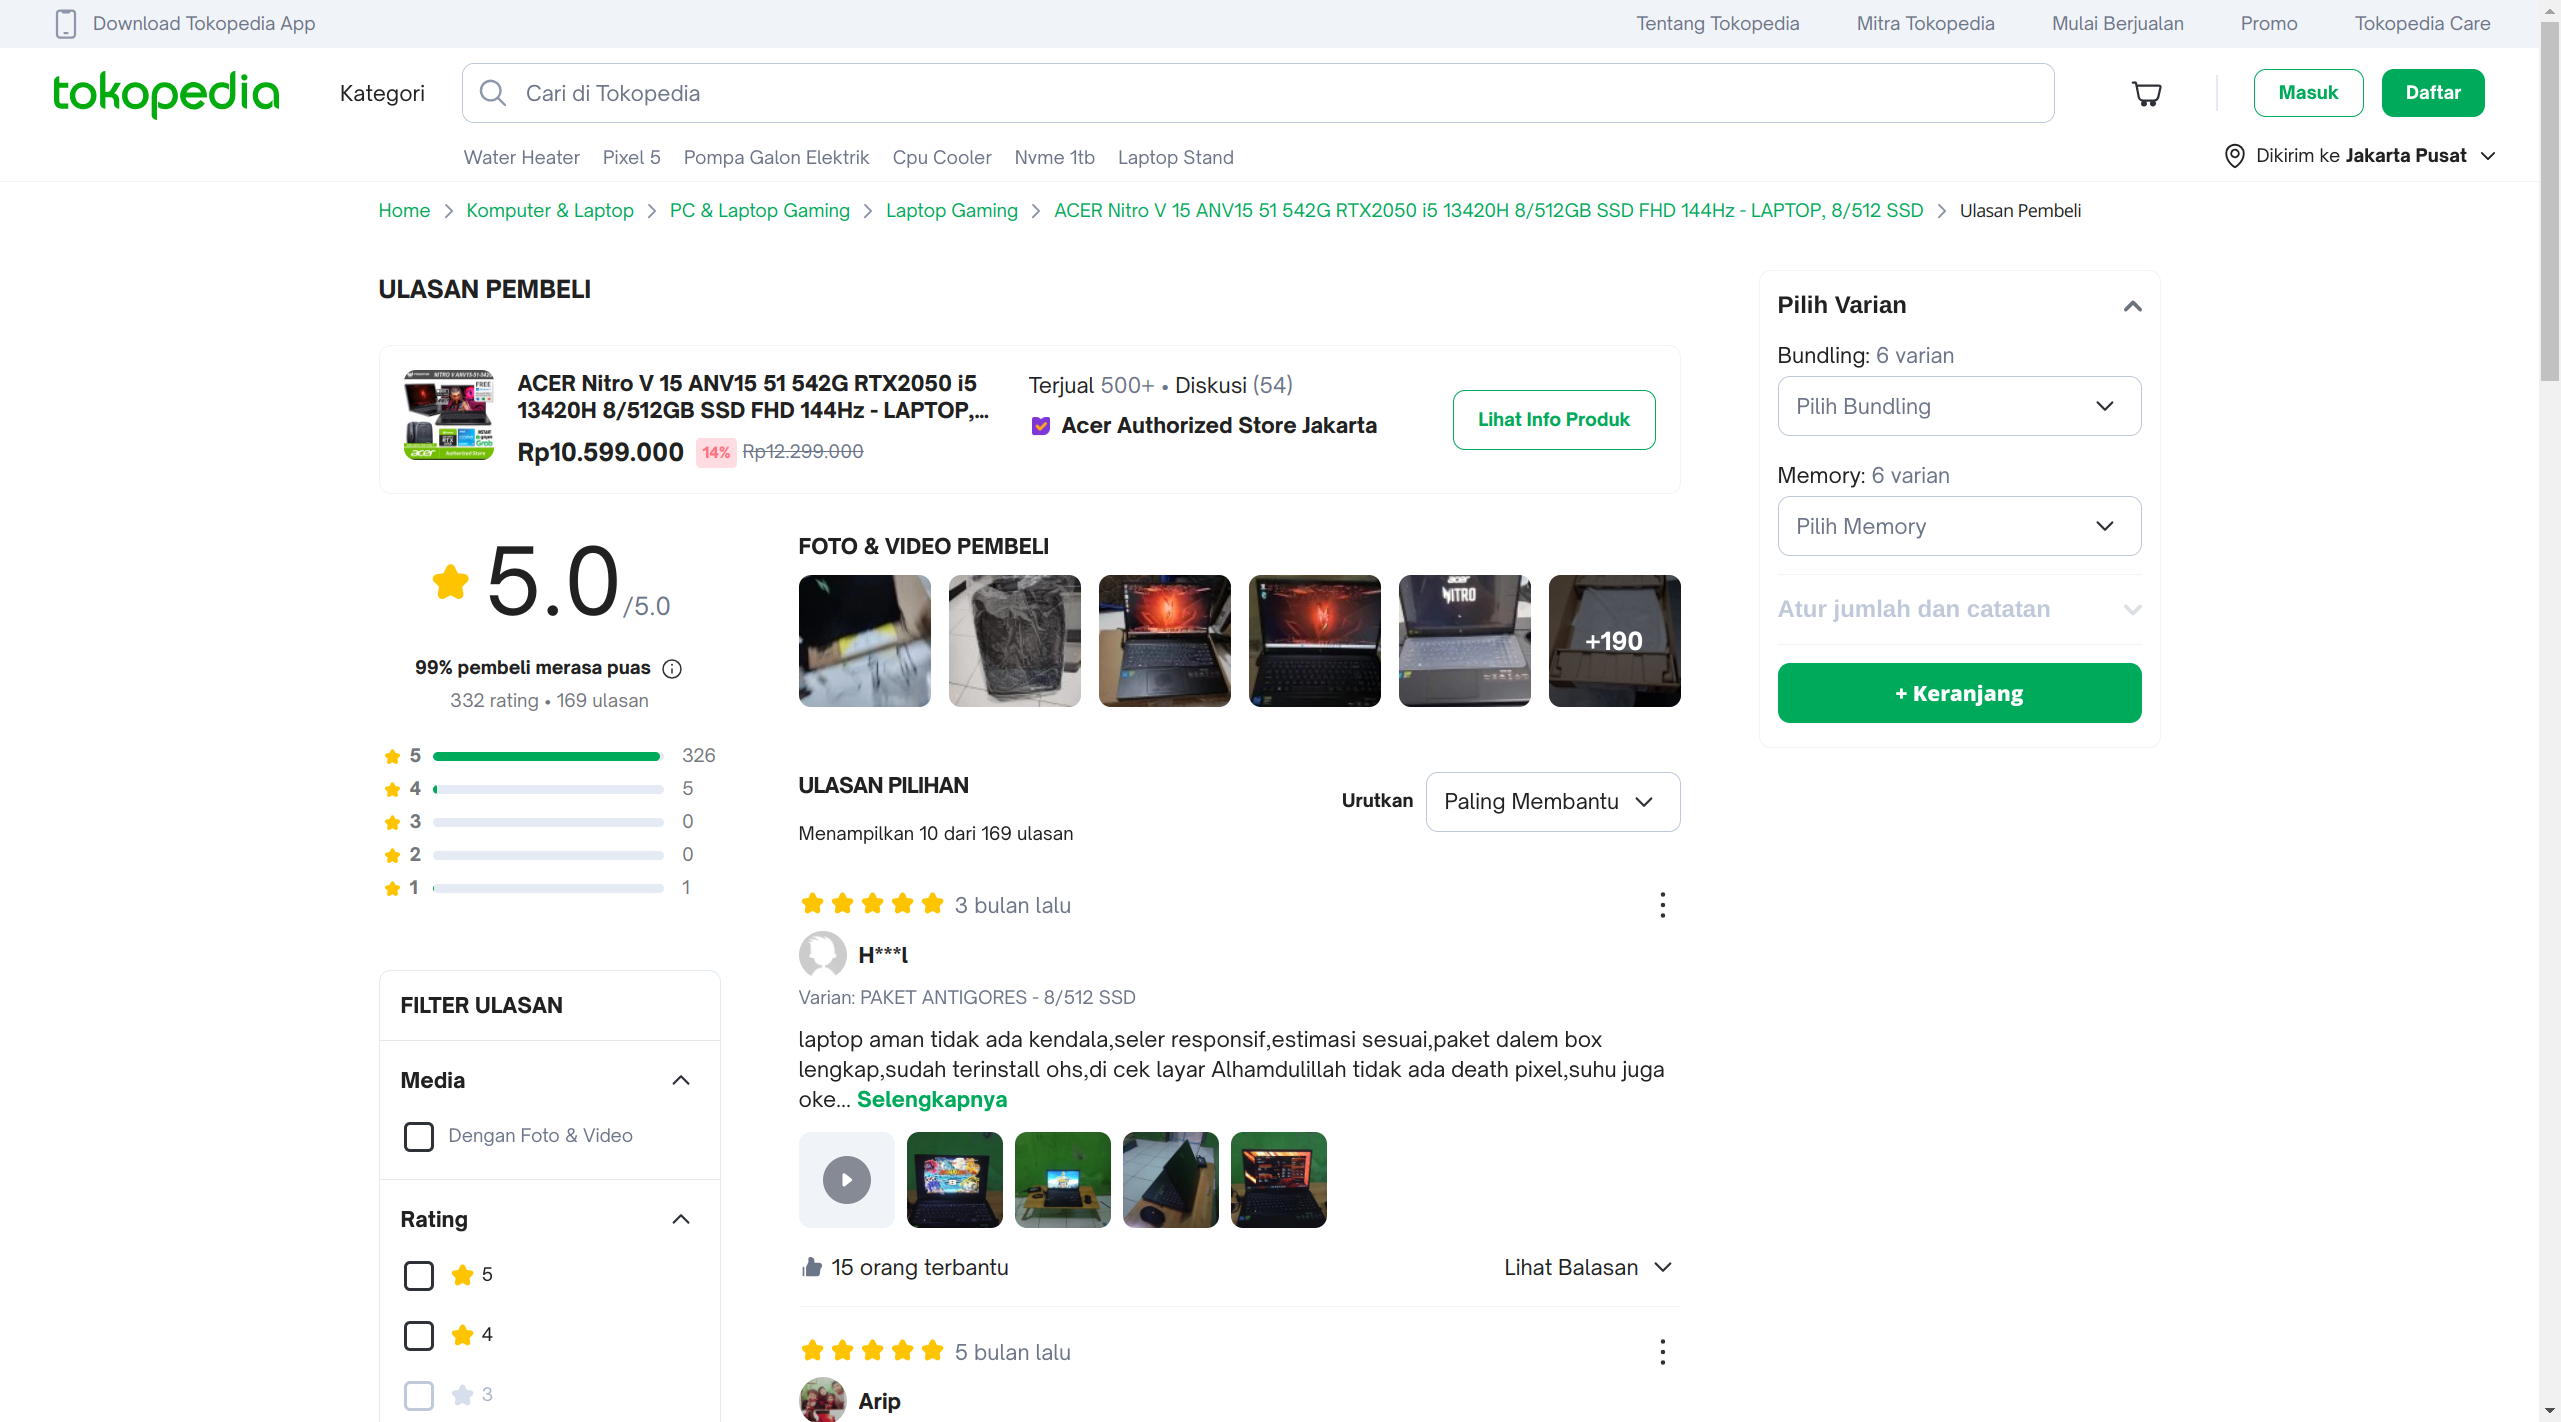 Download Tokopedia App
Tentang Tokopedia
Mitra Tokopedia
Mulai Berjualan
Promo
Tokopedia Care
tokopedia
Kategori
Cari di Tokopedia
Masuk
Daftar
Water Heater
Pixel 5
Pompa Galon Elektrik
Cpu Cooler
Nvme 1tb
Laptop Stand
Dikirim ke Jakarta Pusat
Home
Komputer & Laptop
PC & Laptop Gaming
Laptop Gaming
ACER Nitro V 15 ANV15 51 542G RTX2050 i5 13420H 8/512GB SSD FHD 144Hz - LAPTOP, 8/512 SSD
Ulasan Pembeli
ULASAN PEMBELI
ACER Nitro V 15 ANV15 51 542G RTX2050 i5
13420H 8/512GB SSD FHD 144Hz - LAPTOP,...
Rp10.599.000 14% Rp12.299.000
Terjual 500+ • Diskusi (54)
Acer Authorized Store Jakarta
Lihat Info Produk
5.0 /5.0
99% pembeli merasa puas
332 rating • 169 ulasan
5 326
4 5
3 0
2 0
1 1
FILTER ULASAN
Media
Dengan Foto & Video
Rating
5
4
3
FOTO & VIDEO PEMBELI
acer
NITRO
+190
ULASAN PILIHAN
Menampilkan 10 dari 169 ulasan
Urutkan
Paling Membantu
3 bulan lalu
H***l
Varian: PAKET ANTIGORES - 8/512 SSD
laptop aman tidak ada kendala,seler responsif,estimasi sesuai,paket dalem box
lengkap,sudah terinstall ohs,di cek layar Alhamdulillah tidak ada death pixel,suhu juga
oke... Selengkapnya
15 orang terbantu
Lihat Balasan
5 bulan lalu
Arip
Pilih Varian
Bundling: 6 varian
Pilih Bundling
Memory: 6 varian
Pilih Memory
Atur jumlah dan catatan
+ Keranjang